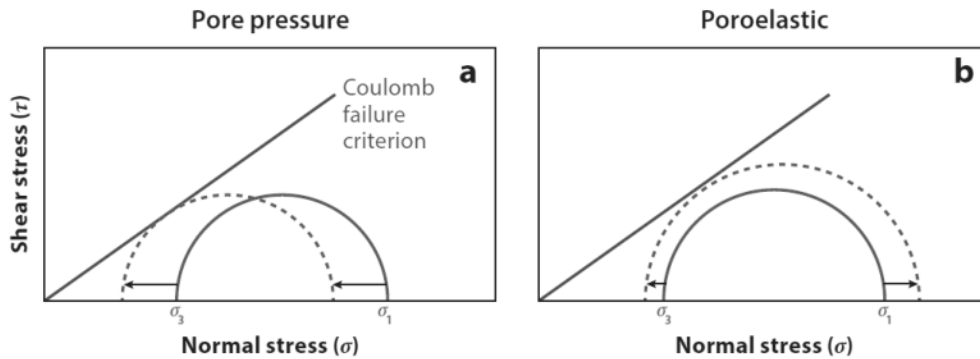 Pore pressure
a
Coulomb
failure
criterion
Shear stress (τ)
σ3
σ1
Normal stress (σ)
Poroelastic
b
σ3
σ1
Normal stress (σ)